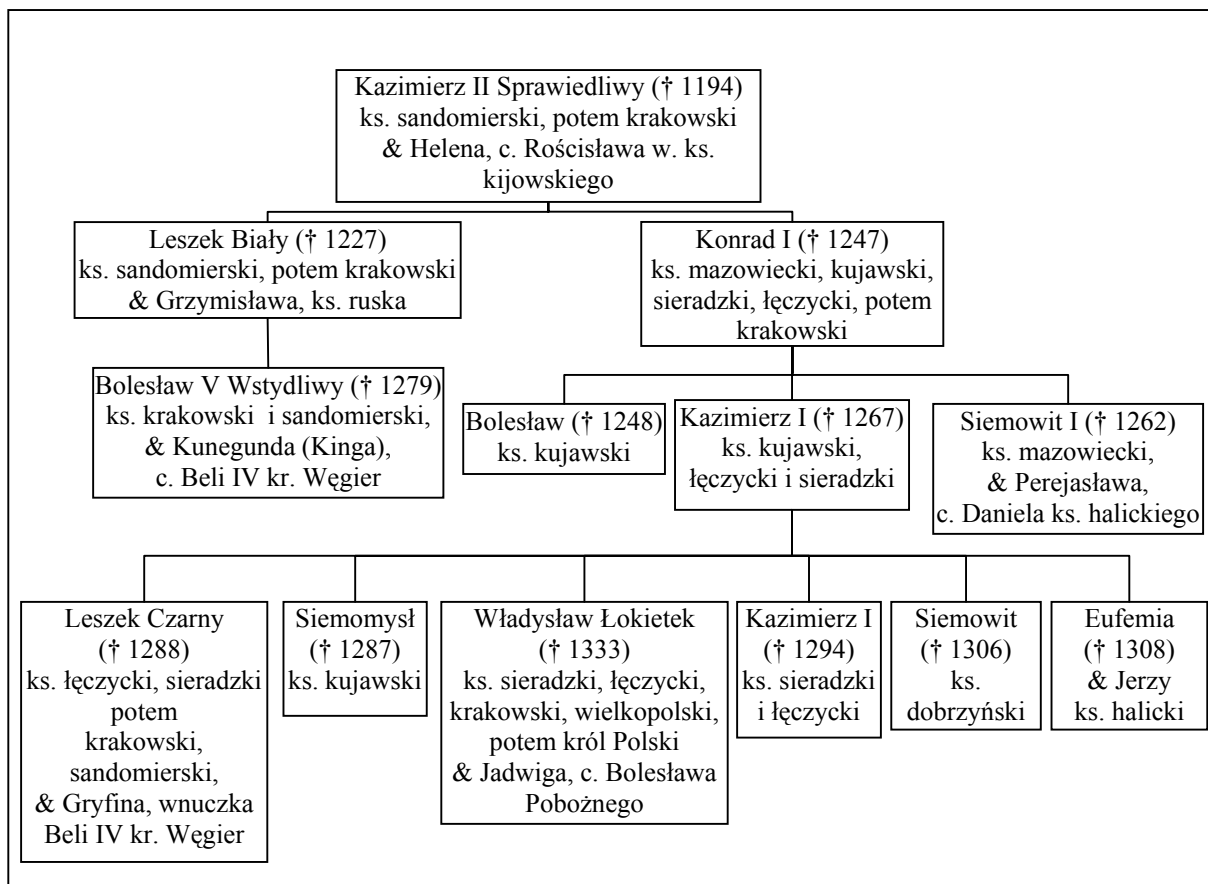 Kazimierz II Sprawiedliwy († 1194)
ks. sandomierski, potem krakowski
& Helena, c. Rościsława w. ks.
kijowskiego
Leszek Biały († 1227)
ks. sandomierski, potem krakowski
& Grzymisława, ks. ruska
Konrad I († 1247)
ks. mazowiecki, kujawski,
sieradzki, łęczycki, potem
krakowski
Bolesław V Wstydliwy († 1279)
ks. krakowski i sandomierski,
& Kunegunda (Kinga),
c. Beli IV kr. Węgier
Bolesław († 1248)
ks. kujawski
Kazimierz I († 1267)
ks. kujawski,
łęczycki i sieradzki
Siemowit I († 1262)
ks. mazowiecki,
& Perejasława,
c. Daniela ks. halickiego
Leszek Czarny
(† 1288)
ks. łęczycki, sieradzki
potem
krakowski,
sandomierski,
& Gryfina, wnuczka
Beli IV kr. Węgier
Siemomysł
(† 1287)
ks. kujawski
Władysław Łokietek
(† 1333)
ks. sieradzki, łęczycki,
krakowski, wielkopolski,
potem król Polski
& Jadwiga, c. Bolesława
Pobożnego
Kazimierz I
(† 1294)
ks. sieradzki
i łęczycki
Siemowit
(† 1306)
ks.
dobrzyński
Eufemia
(† 1308)
& Jerzy
ks. halicki